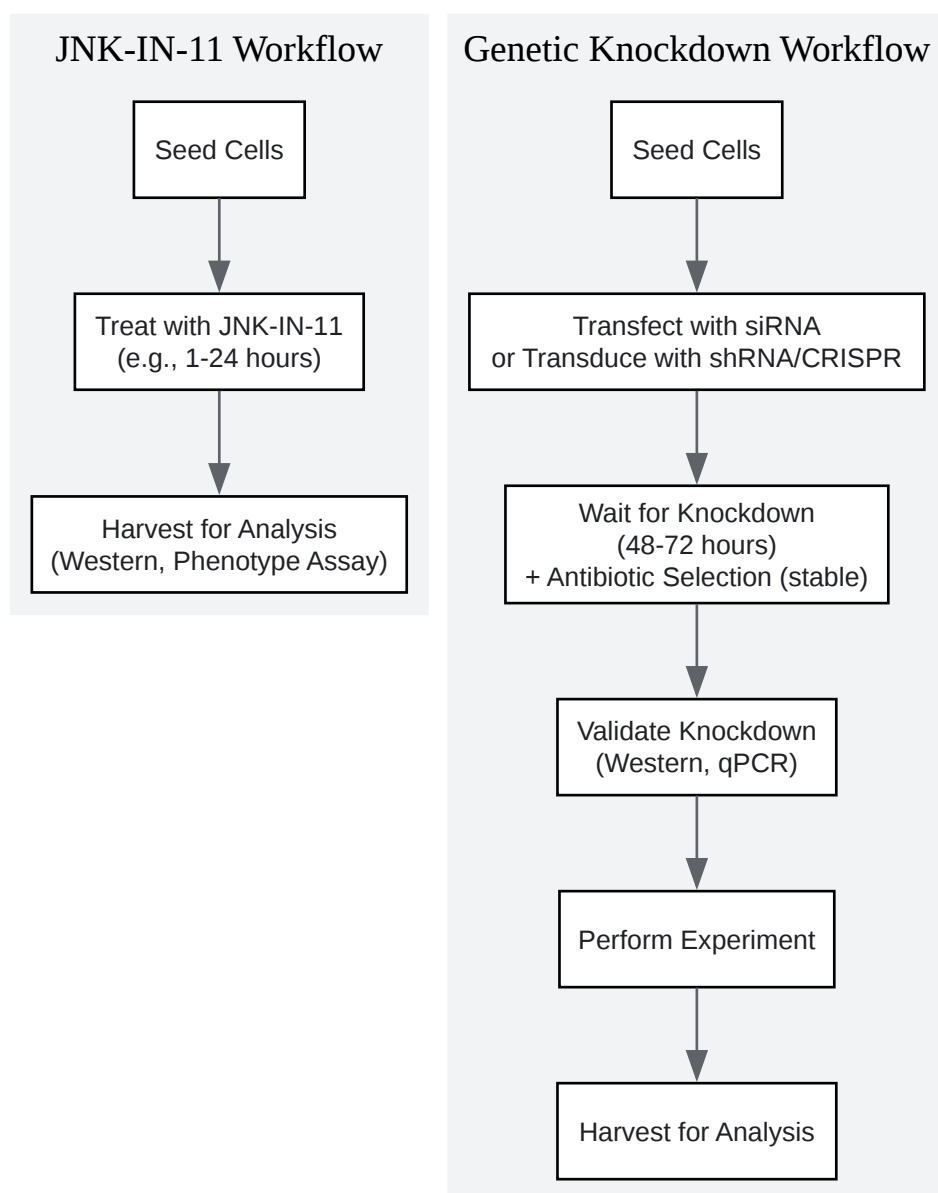 JNK-IN-11 Workflow
Seed Cells
Treat with JNK-IN-11
(e.g., 1-24 hours)
Harvest for Analysis
(Western, Phenotype Assay)
Genetic Knockdown Workflow
Seed Cells
Transfect with siRNA
or Transduce with shRNA/CRISPR
Wait for Knockdown
(48-72 hours)
+ Antibiotic Selection (stable)
Validate Knockdown
(Western, qPCR)
Perform Experiment
Harvest for Analysis